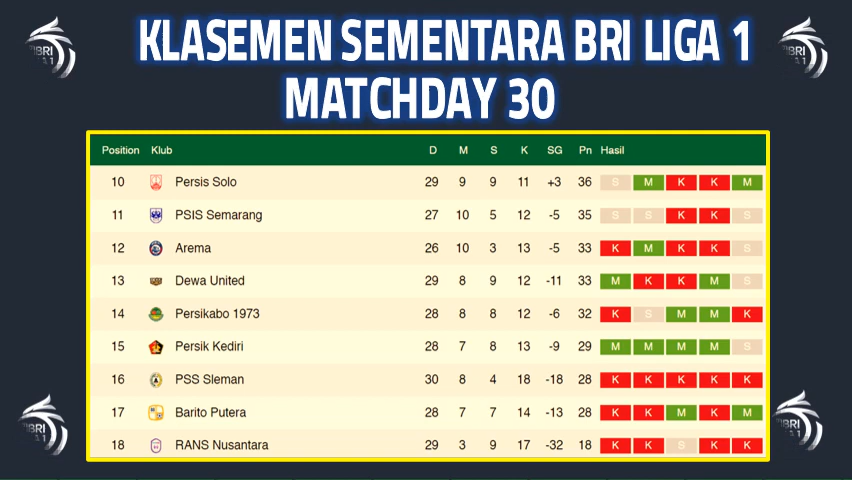 KLASEMEN SEMENTARA BRI LIGA 1
MATCHDAY 30
Position Klub D M S K SG Pn Hasil
10 Persis Solo 29 9 9 11 +3 36 S M K K M
11 PSIS Semarang 27 10 5 12 -5 35 S S K K S
12 Arema 26 10 3 13 -5 33 K M K K S
13 Dewa United 29 8 9 12 -11 33 M K K M S
14 Persikabo 1973 28 8 8 12 -6 32 K S M M K
15 Persik Kediri 28 7 8 13 -9 29 M M M M S
16 PSS Sleman 30 8 4 18 -18 28 K K K K K
17 Barito Putera 28 7 7 14 -13 28 K K M K M
18 RANS Nusantara 29 3 9 17 -32 18 K K S K K
BRI
BRI
BRI
BRI